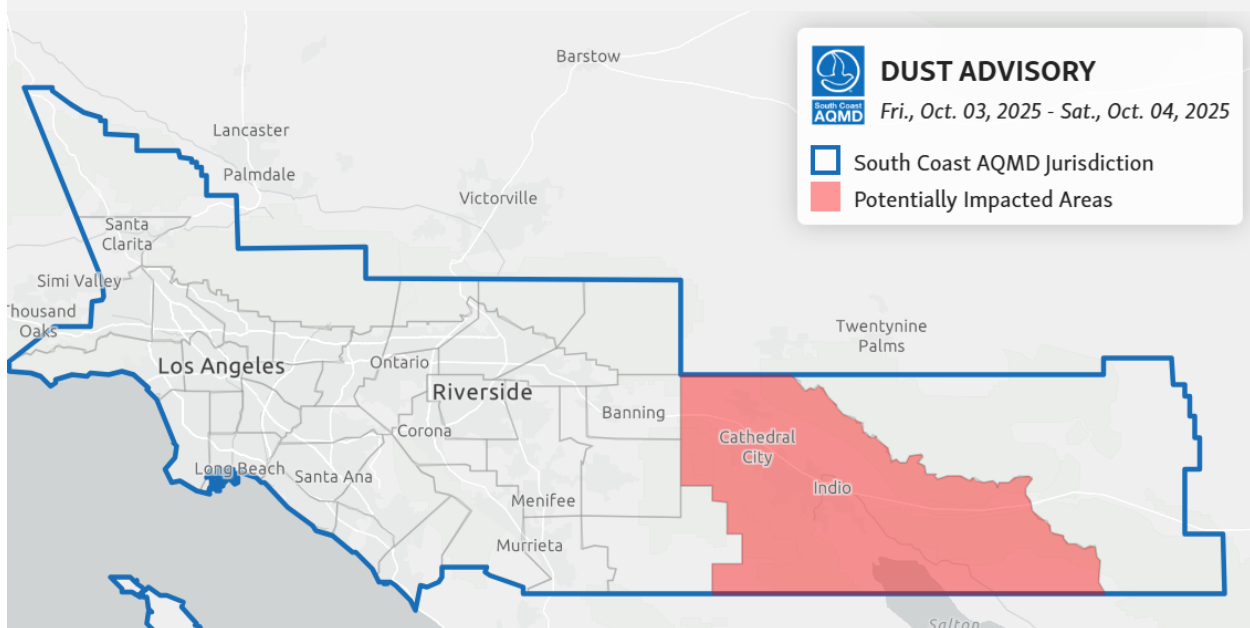 Barstow
DUST ADVISORY
South Coast
AQMD
Fri., Oct. 03, 2025 - Sat., Oct. 04, 2025
South Coast AQMD Jurisdiction
Potentially Impacted Areas
Lancaster
Palmdale
Victorville
Santa
Clarita
Simi Valley
Thousand
Oaks
Twentynine
Palms
Los Angeles
Ontario
Riverside
Banning
Corona
Cathedral
City
Long Beach
Santa Ana
Indio
Menifee
Murrieta
Salton